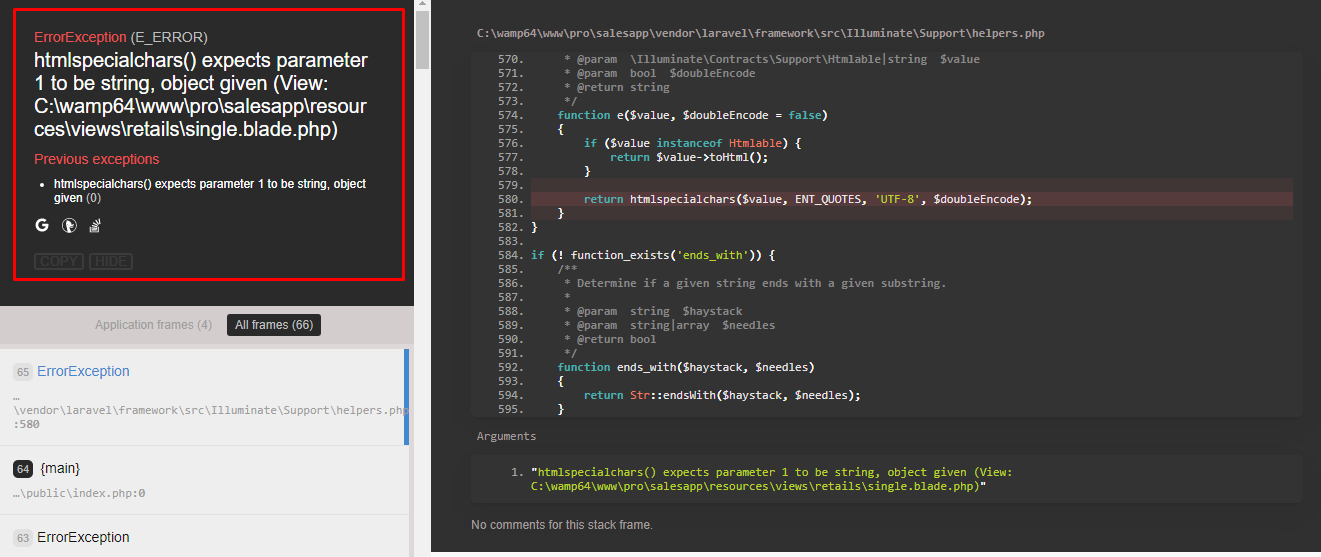 ErrorException (E_ERROR)
htmlspecialchars() expects parameter
1 to be string, object given (View:
C:\wamp64\www\pro\salesapp\resour
ces\views\retails\single.blade.php)
Previous exceptions
• htmlspecialchars() expects parameter 1 to be string, object
given (0)
COPY HIDE
Application frames (4) All frames (66)
65 ErrorException
…
\vendor\laravel\framework\src\Illuminate\Support\helpers.php
:580
64 {main}
…\public\index.php:0
63 ErrorException
C:\wamp64\www\pro\salesapp\vendor\laravel\framework\src\Illuminate\Support\helpers.php
570. * @param \Illuminate\Contracts\Support\Htmlable|string $value
571. * @param bool $doubleEncode
572. * @return string
573. */
574. function e($value, $doubleEncode = false)
575. {
576. if ($value instanceof Htmlable) {
577. return $value->toHtml();
578. }
579.
580. return htmlspecialchars($value, ENT_QUOTES, 'UTF-8', $doubleEncode);
581. }
582. }
583.
584. if (! function_exists('ends_with')) {
585. /**
586. * Determine if a given string ends with a given substring.
587. *
588. * @param string $haystack
589. * @param string|array $needles
590. * @return bool
591. */
592. function ends_with($haystack, $needles)
593. {
594. return Str::endsWith($haystack, $needles);
595. }
Arguments
1. "htmlspecialchars() expects parameter 1 to be string, object given (View:
C:\wamp64\www\pro\salesapp\resources\views\retails\single.blade.php)"
No comments for this stack frame.